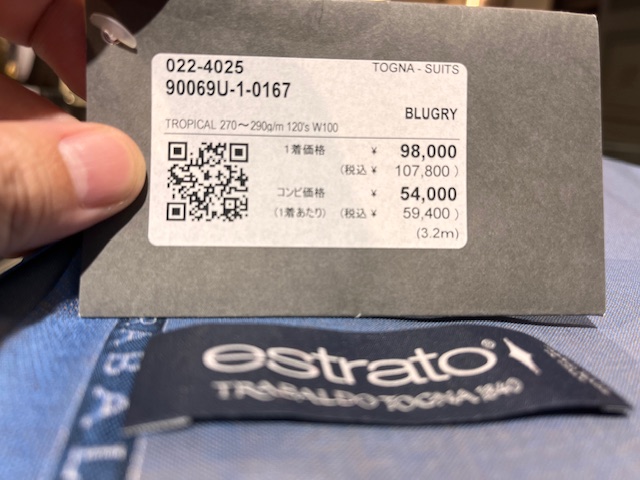 022-4025
TOGNA - SUITS
90069U-1-0167
BLUGRY
TROPICAL 270～290g/m 120's W100
1着価格 ¥ 98,000
(税込 ¥ 107,800 )
コンビ価格 ¥ 54,000
(1着あたり) (税込 ¥ 59,400 )
(3.2m)
estrato®
TRABALDO TOGNA 1840
RABAL